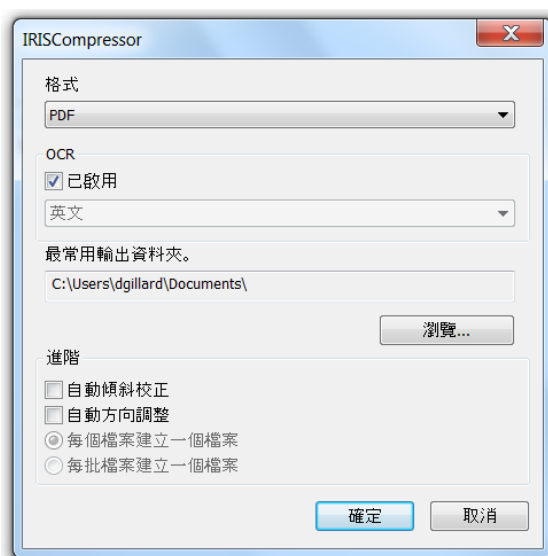 IRISCompressor
格式
PDF
OCR
已啟用
英文
最常用輸出資料夾。
C:\Users\dgillard\Documents\
瀏覽...
進階
自動傾斜校正
自動方向調整
每個檔案建立一個檔案
每批檔案建立一個檔案
確定
取消